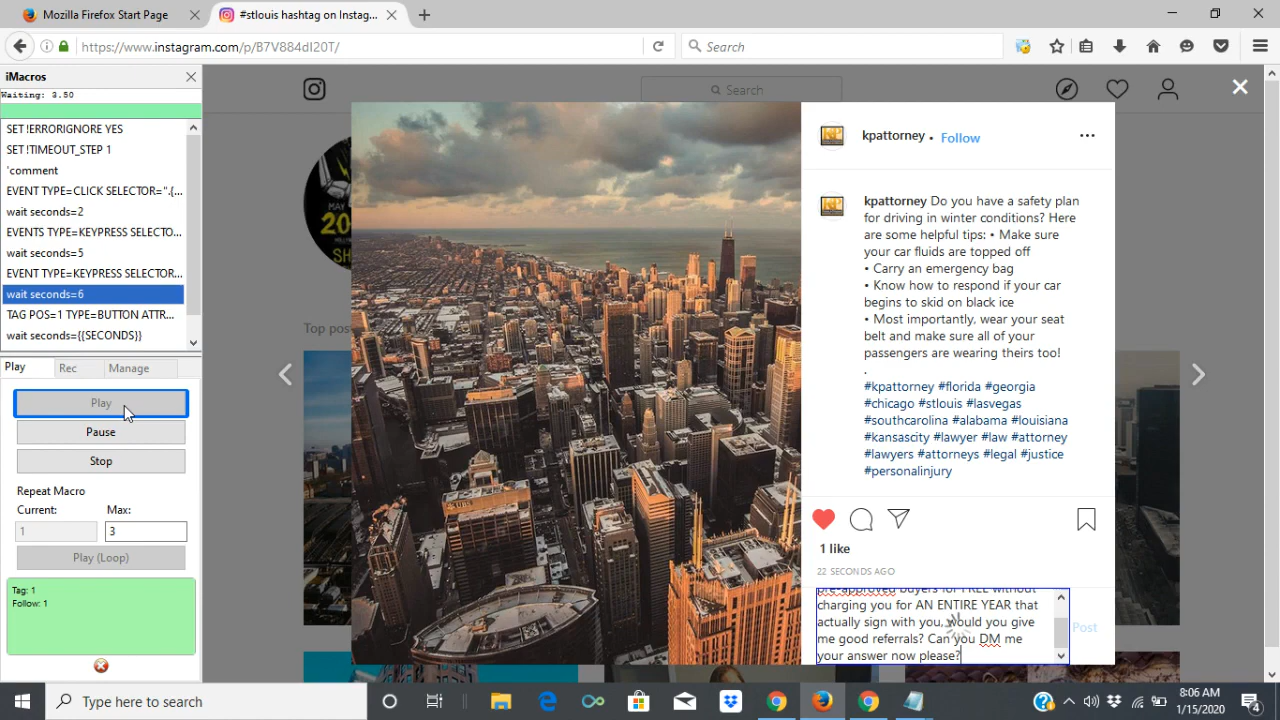 Mozilla Firefox Start Page
#stlouis hashtag on Instag...
https://www.instagram.com/p/B7V884dI20T/
Search
iMacros
Waiting: 3.50
SET !ERRORIGNORE YES
SET !TIMEOUT_STEP 1
'comment
EVENT TYPE=CLICK SELECTOR=".(...
wait seconds=2
EVENTS TYPE=KEYPRESS SELECTO...
wait seconds=5
EVENT TYPE=KEYPRESS SELECTOR...
wait seconds=6
TAG POS=1 TYPE=BUTTON ATTR...
wait seconds={{SECONDS}}
Play
Rec
Manage
Play
Pause
Stop
Repeat Macro
Current:
Max:
1
3
Play (Loop)
Tag: 1
Follow: 1
Search
MAY
20
SH
Top pos
kpattorney • Follow
kpattorney Do you have a safety plan
for driving in winter conditions? Here
are some helpful tips: • Make sure
your car fluids are topped off
• Carry an emergency bag
• Know how to respond if your car
begins to skid on black ice
• Most importantly, wear your seat
belt and make sure all of your
passengers are wearing theirs too!
.
#kpattorney #florida #georgia
#chicago #stlouis #lasvegas
#southcarolina #alabama #louisiana
#kansascity #lawyer #law #attorney
#lawyers #attorneys #legal #justice
#personalinjury
1 like
22 SECONDS AGO
pre-approved buyers for FREE without
charging you for AN ENTIRE YEAR that
actually sign with you, would you give
me good referrals? Can you DM me
your answer now please?
Post
Type here to search
8:06 AM
1/15/2020
4